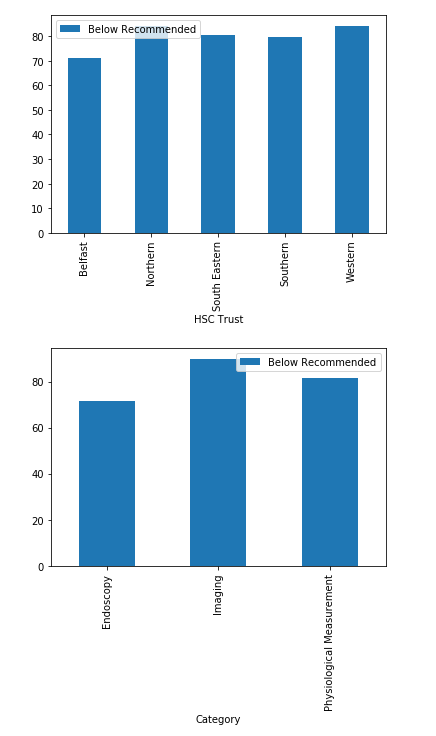 Below Recommended
80
70
60
50
40
30
20
10
0
Belfast
Northern
South Eastern
Southern
Western
HSC Trust
Below Recommended
80
60
40
20
0
Endoscopy
Imaging
Physiological Measurement
Category